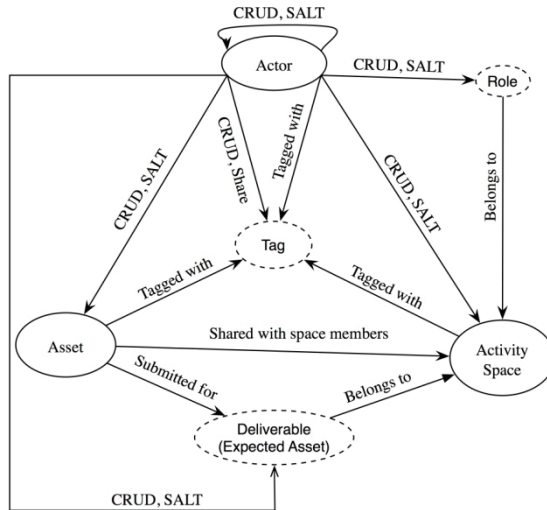 CRUD, SALT
Actor
CRUD, SALT
Role
CRUD, SALT
CRUD, Share
Tagged with
CRUD, SALT
Belongs to
Tag
Tagged with
Tagged with
Asset
Shared with space members
Activity
Space
Submitted for
Belongs to
Deliverable
(Expected Asset)
CRUD, SALT